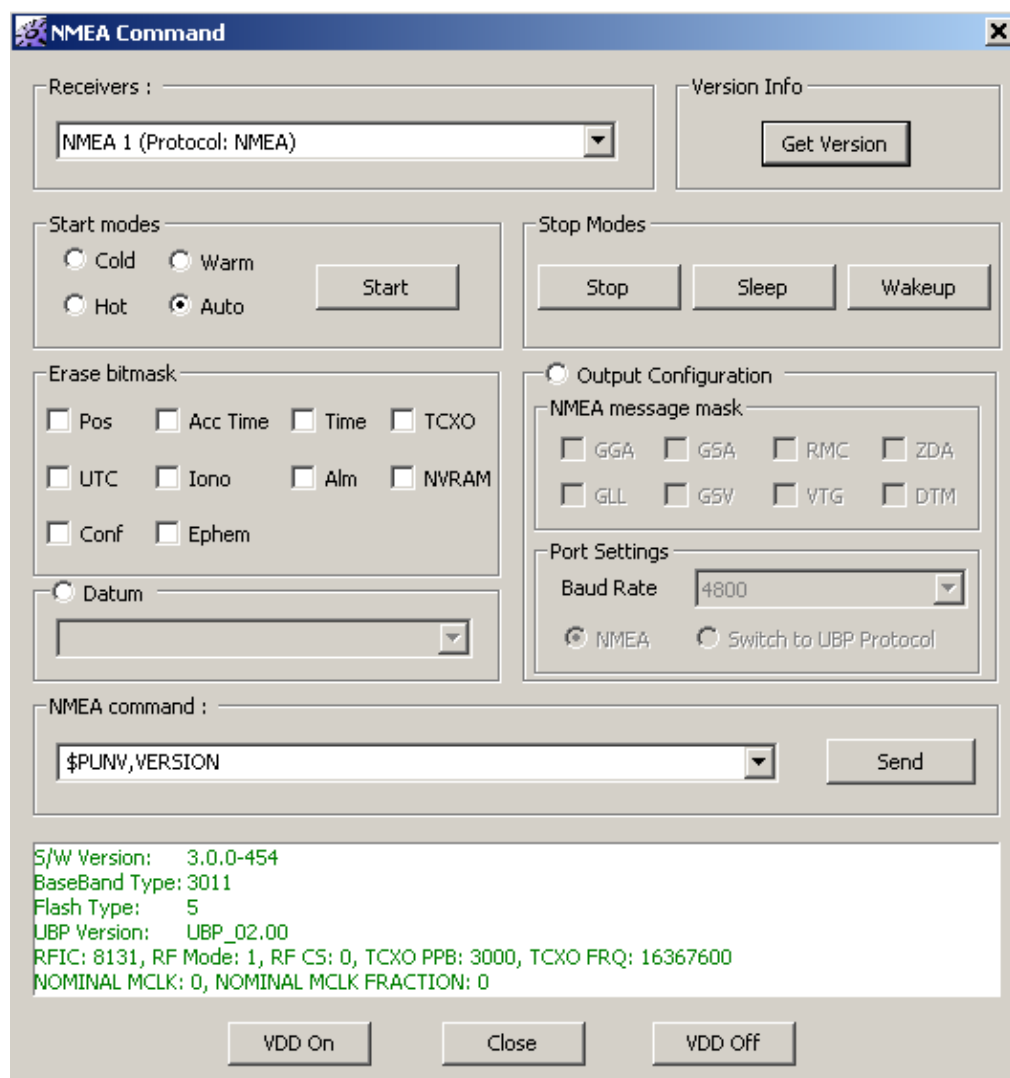 NMEA Command
Receivers :
NMEA 1 (Protocol: NMEA)
Version Info
Get Version
Start modes
Cold Warm
Hot Auto
Start
Stop Modes
Stop Sleep Wakeup
Erase bitmask
Pos Acc Time Time TCXO
UTC Iono Alm NVRAM
Conf Ephem
Datum
Output Configuration
NMEA message mask
GGA GSA RMC ZDA
GLL GSV VTG DTM
Port Settings
Baud Rate 4800
NMEA Switch to UBP Protocol
NMEA command :
$PUNV,VERSION
Send
S/W Version: 3.0.0-454
BaseBand Type: 3011
Flash Type: 5
UBP Version: UBP_02.00
RFIC: 8131, RF Mode: 1, RF CS: 0, TCXO PPB: 3000, TCXO FRQ: 16367600
NOMINAL MCLK: 0, NOMINAL MCLK FRACTION: 0
VDD On Close VDD Off